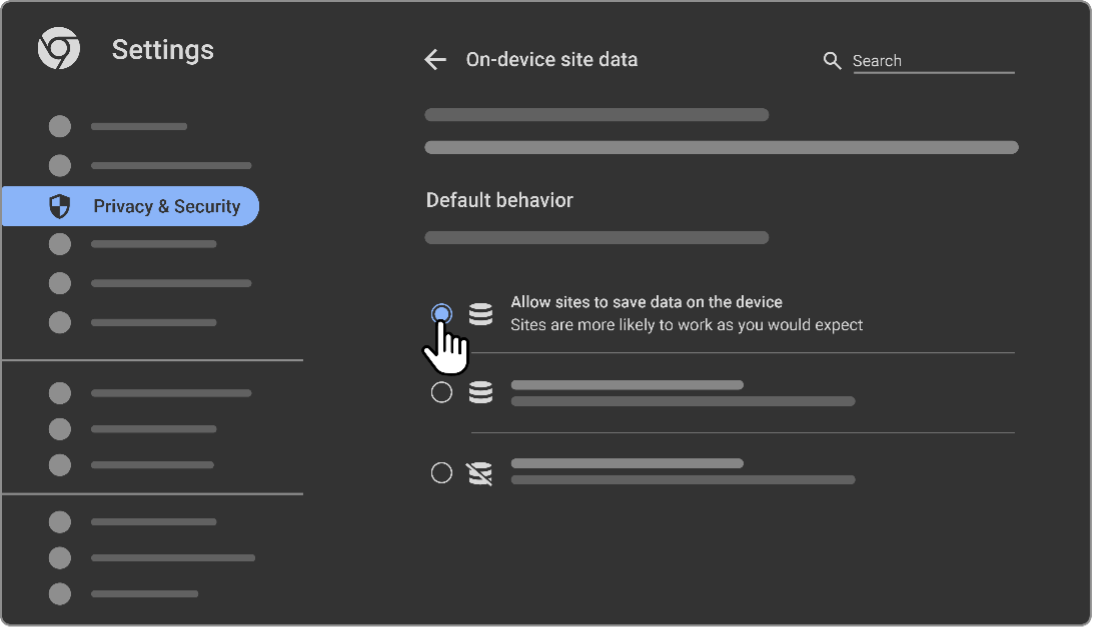 Settings
On-device site data
Search
Privacy & Security
Default behavior
Allow sites to save data on the device
Sites are more likely to work as you would expect